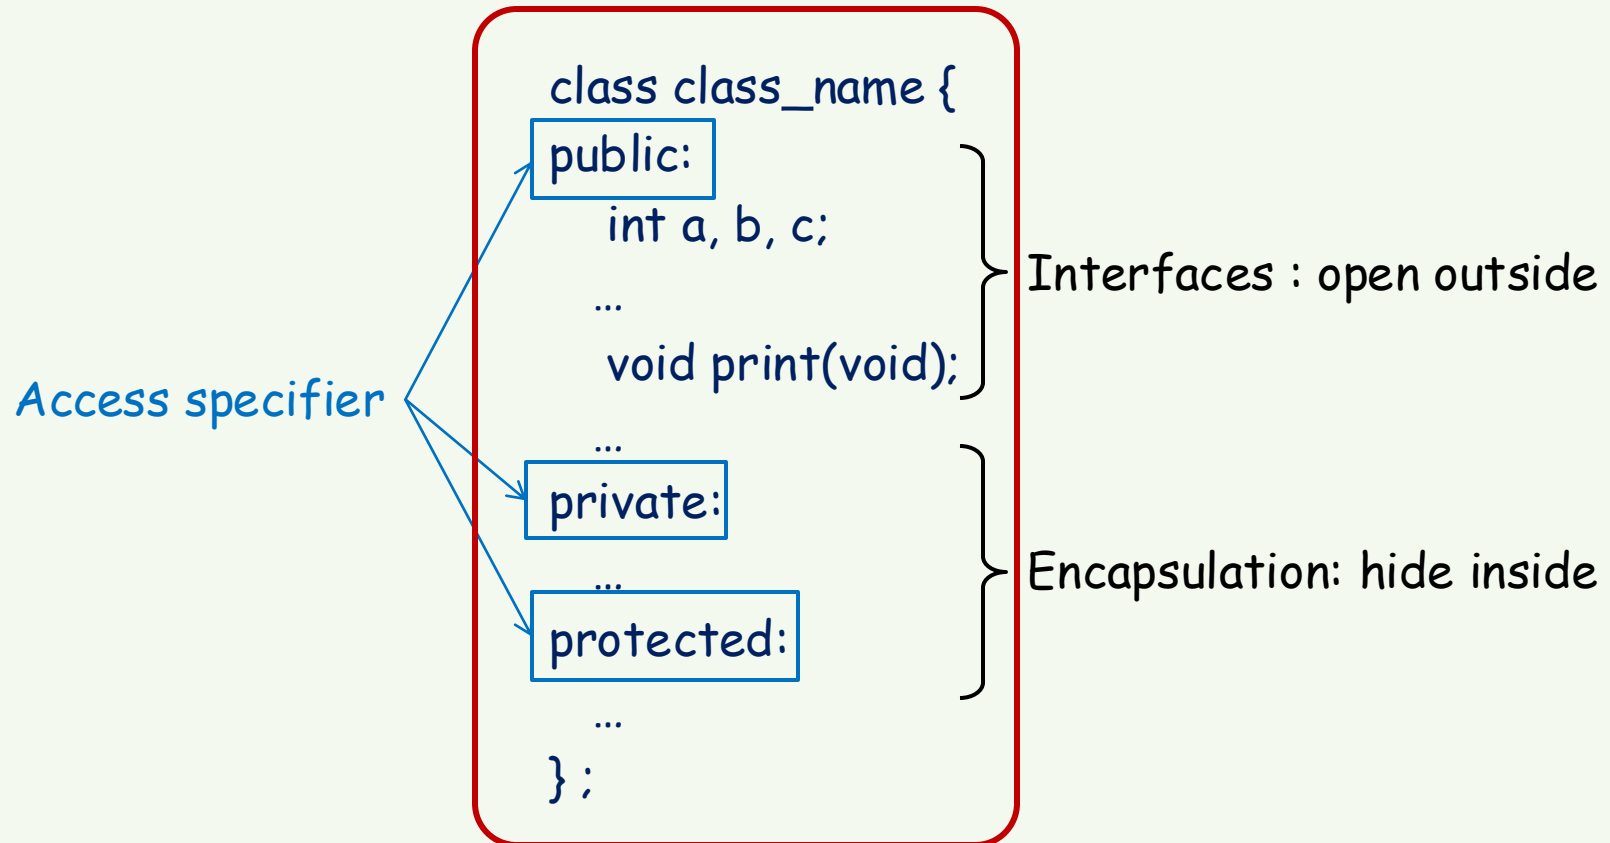 class class_name {
public:
int a, b, c;
…
void print(void);
…
private:
…
protected:
…
} ;
Access specifier
Interfaces : open outside
Encapsulation: hide inside